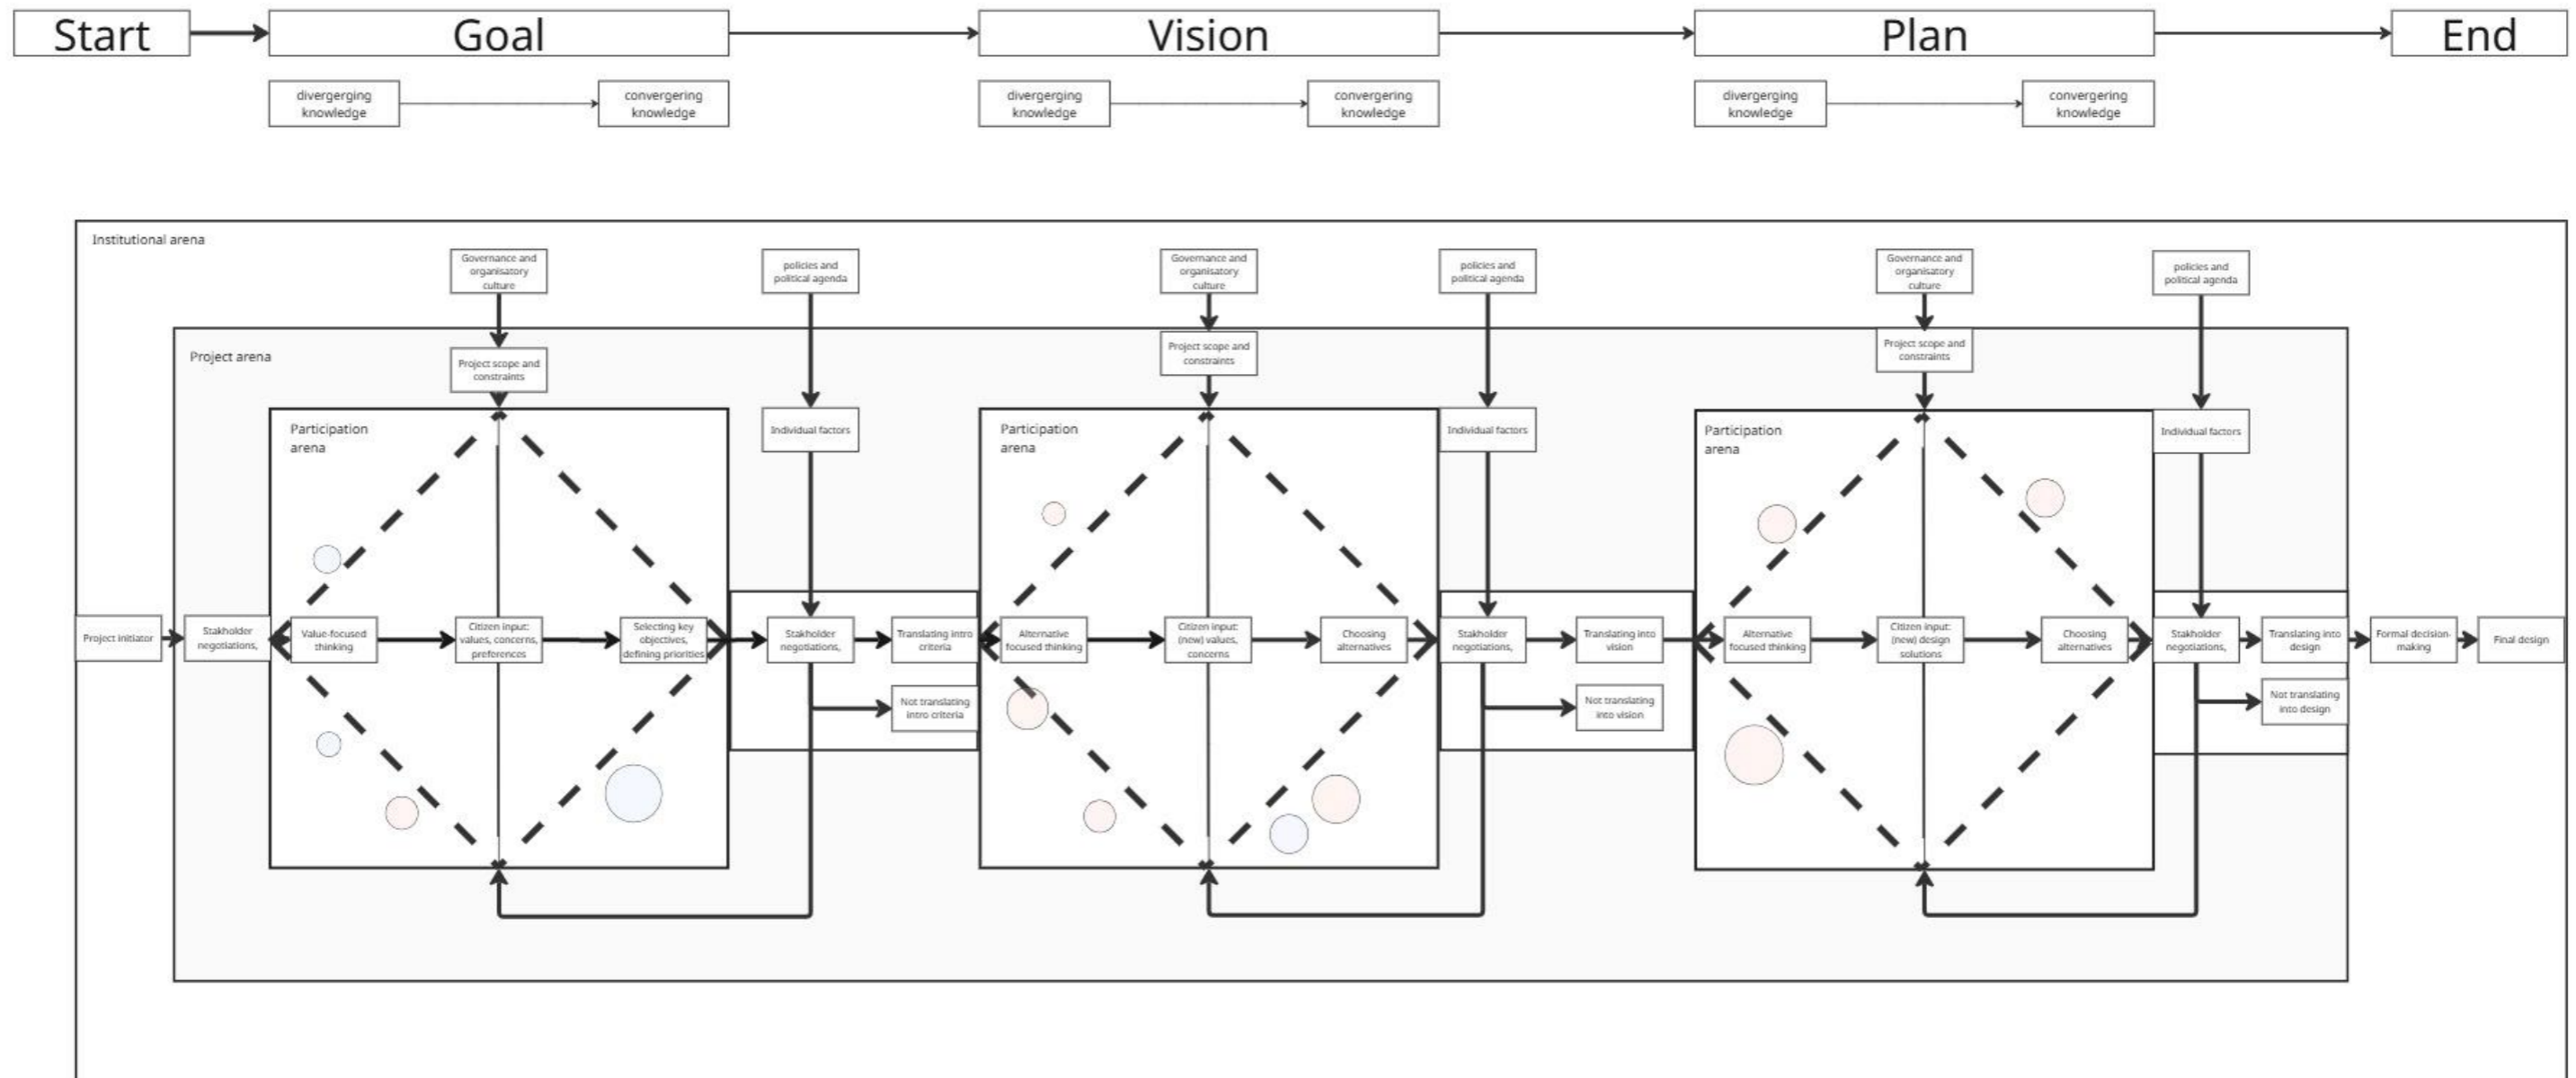 Start
Goal
Vision
Plan
End
divergerging
knowledge
convergering
knowledge
divergerging
knowledge
convergering
knowledge
divergerging
knowledge
convergering
knowledge
Institutional arena
Governance and
organisatory
culture
policies and
political agenda
Governance and
organisatory
culture
policies and
political agenda
Governance and
organisatory
culture
policies and
political agenda
Project arena
Project scope and
constraints
Project scope and
constraints
Project scope and
constraints
Participation
arena
Individual factors
Participation
arena
Individual factors
Participation
arena
Individual factors
Project initiator
Stakholder
negotiations,
Value-focused
thinking
Citizen input:
values, concerns,
preferences
Selecting key
objectives,
defining priorities
Stakholder
negotiations,
Translating intro
criteria
Alternative
focused thinking
Citizen input:
(new) values,
concerns
Choosing
alternatives
Stakholder
negotiations,
Translating into
vision
Alternative
focused thinking
Citizen input:
(new) design
solutions
Choosing
alternatives
Stakholder
negotiations,
Translating into
design
Formal decision-
making
Final design
Not translating
intro criteria
Not translating
into vision
Not translating
into design